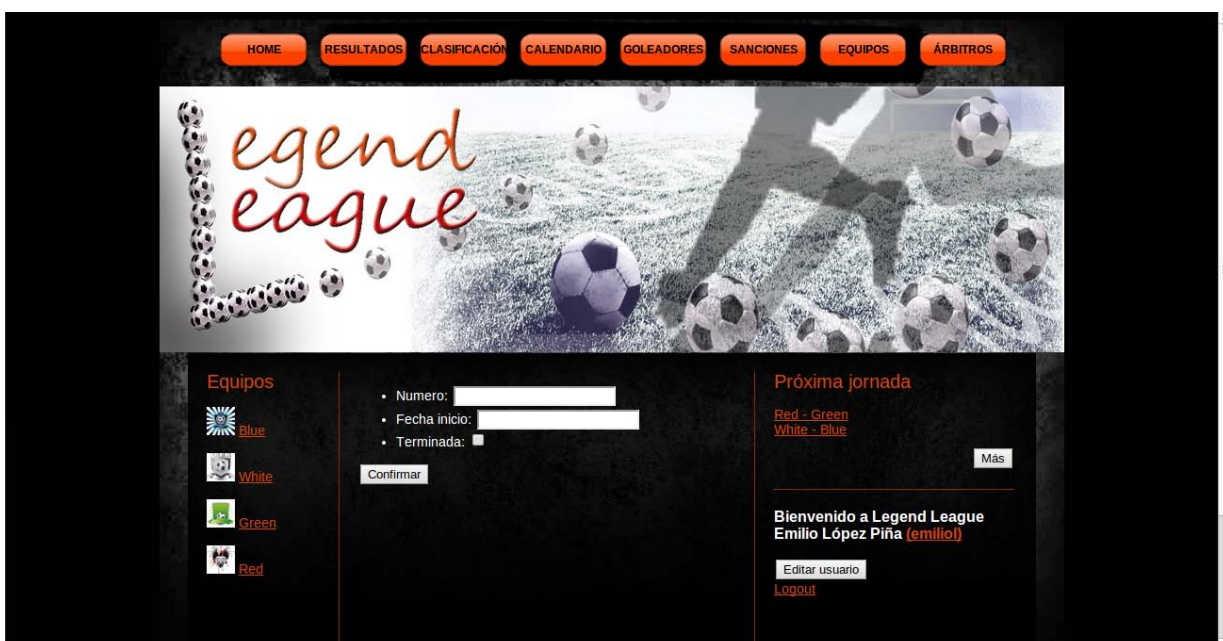 HOME RESULTADOS CLASIFICACIÓN CALENDARIO GOLEADORES SANCIONES EQUIPOS ÁRBITROS
egend
eague
Equipos
Blue
White
Green
Red
• Numero:
• Fecha inicio:
• Terminada:
Confirmar
Próxima jornada
Red - Green
White - Blue
Más
Bienvenido a Legend League
Emilio López Piña (emiliol)
Editar usuario
Logout